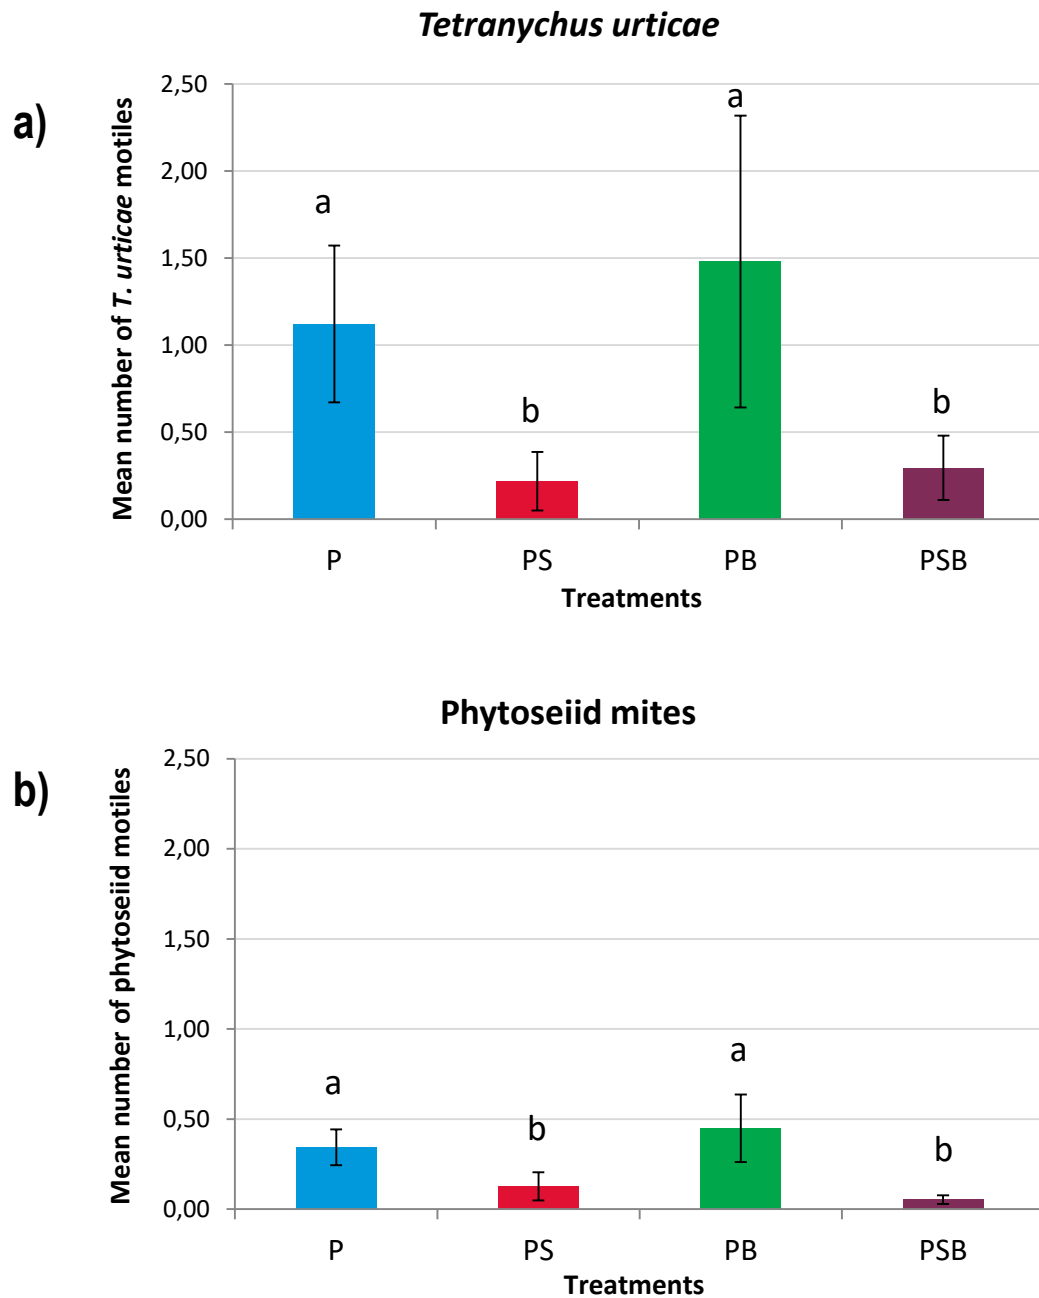 Tetranychus urticae
a)
Mean number of T. urticae motiles
2,50
2,00
1,50
1,00
0,50
0,00
a
b
a
b
P PS PB PSB
Treatments
Phytoseiid mites
b)
Mean number of phytoseiid motiles
2,50
2,00
1,50
1,00
0,50
0,00
a
b
a
b
P PS PB PSB
Treatments